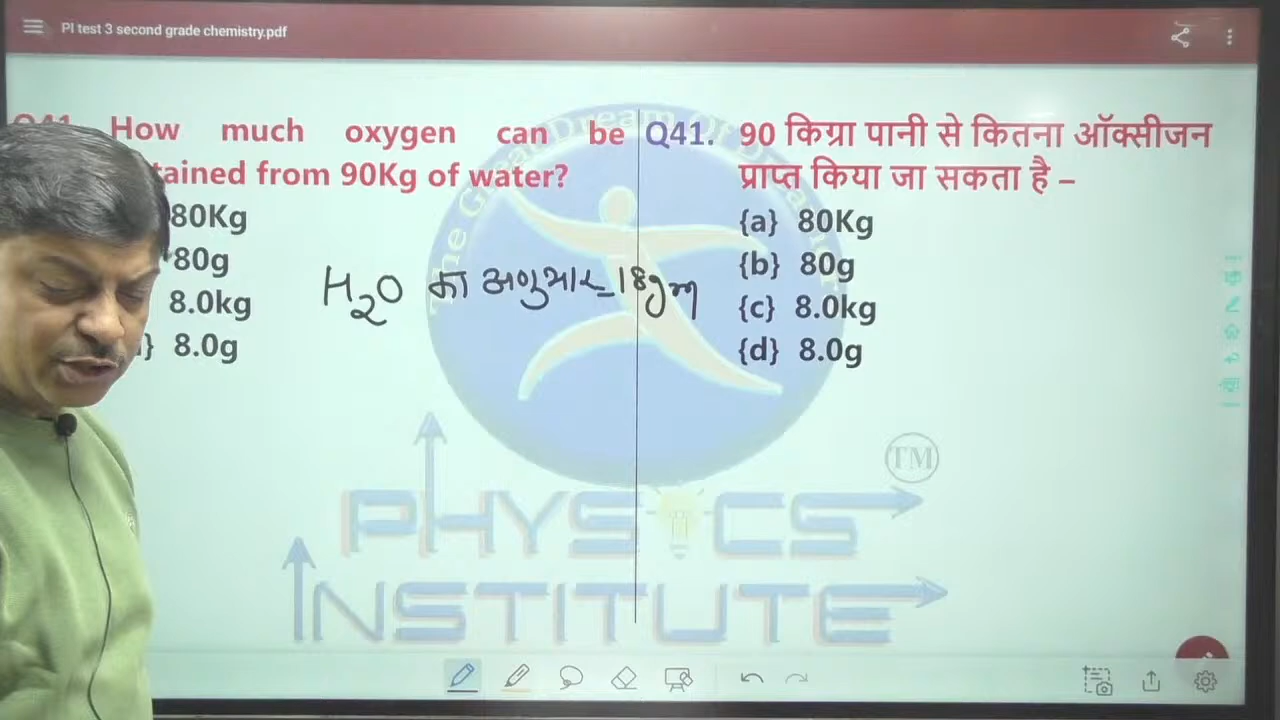 PI test 3 second grade chemistry.pdf
How much oxygen can be
tained from 90Kg of water?
80Kg
80g
8.0kg
} 8.0g
H2O का अणुभार = 18gm
Q41. 90 किग्रा पानी से कितना ऑक्सीजन
प्राप्त किया जा सकता है –
{a} 80Kg
{b} 80g
{c} 8.0kg
{d} 8.0g
TM
PHYSICS
INSTITUTE